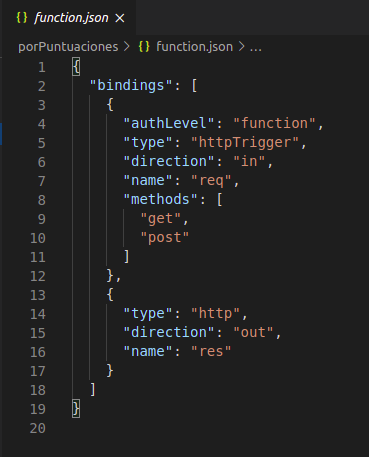 {} function.json ×
porPuntuaciones > {} function.json > ...
1 {
2   "bindings": [
3     {
4       "authLevel": "function",
5       "type": "httpTrigger",
6       "direction": "in",
7       "name": "req",
8       "methods": [
9         "get",
10         "post"
11       ]
12     },
13     {
14       "type": "http",
15       "direction": "out",
16       "name": "res"
17     }
18   ]
19 }
20